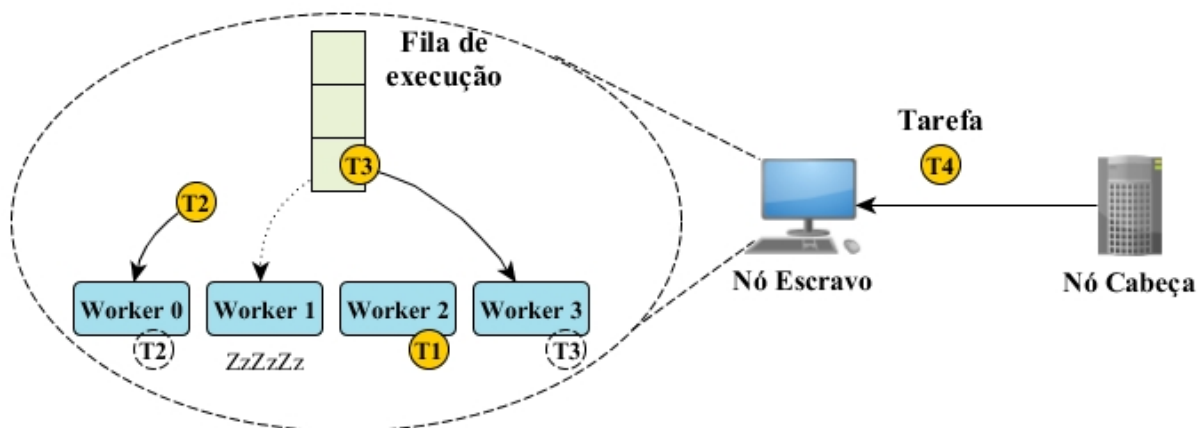 Fila de
execução
T3
T2
Worker 0
Worker 1
Worker 2
Worker 3
T2
ZzZzZz
T1
T3
Tarefa
T4
Nó Escravo
Nó Cabeça